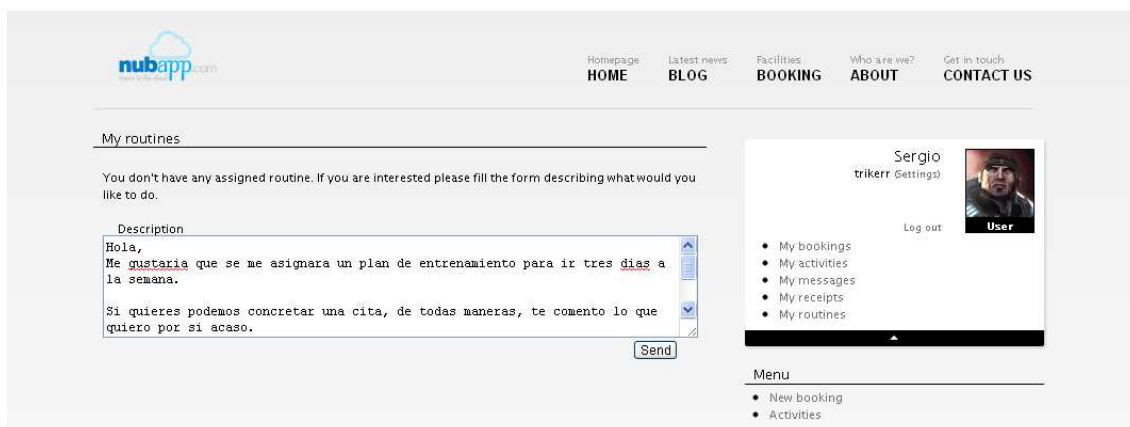 nubapp.com
Homepage Latest news Facilities Who are we? Get in touch
HOME BLOG BOOKING ABOUT CONTACT US
My routines
You don't have any assigned routine. If you are interested please fill the form describing what would you
like to do.
Description
Hola,
Me gustaria que se me asignara un plan de entrenamiento para ir tres dias a
la semana.
Si quieres podemos concretar una cita, de todas maneras, te comento lo que
quiero por si acaso.
Send
Sergio
trikerr (Settings)
User
Log out
My bookings
My activities
My messages
My receipts
My routines
Menu
New booking
Activities